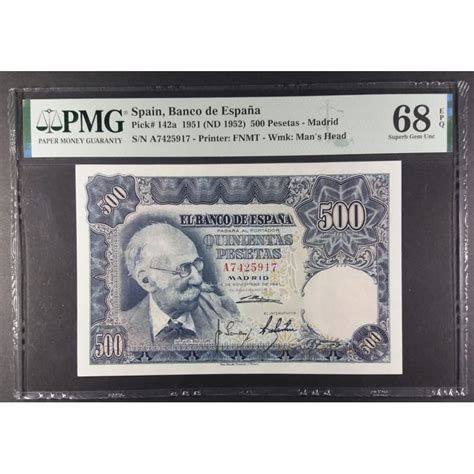 PMG
PAPER MONEY GUARANTY
Spain, Banco de España
Pick# 142a 1951 (ND 1952) 500 Pesetas - Madrid
S/N A7425917 - Printer: FNMT - Wmk: Man's Head
68 EPQ
Superb Gem Unc
500
500
EL BANCO DE ESPAÑA
PAGARÁ AL PORTADOR
QUINIENTAS
PESETAS
A7425917
MADRID
500
500